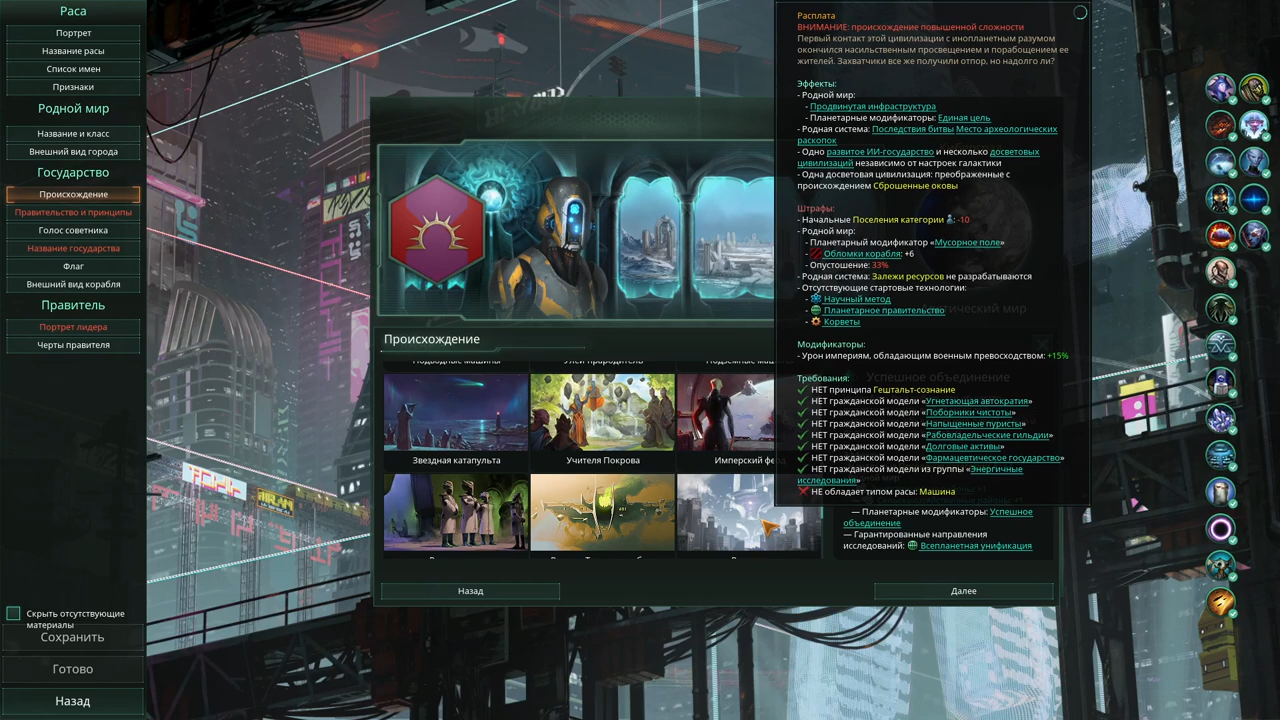 Раса
Портрет
Название расы
Список имен
Признаки
Родной мир
Название и класс
Внешний вид города
Государство
Происхождение
Правительство и принципы
Голос советника
Название государства
Флаг
Внешний вид корабля
Правитель
Портрет лидера
Черты правителя
Скрыть отсутствующие
материалы
Сохранить
Готово
Назад
Происхождение
Звездная катапульта
Учителя Покрова
Имперский феод
Назад
Далее
Расплата
ВНИМАНИЕ: происхождение повышенной сложности
Первый контакт этой цивилизации с инопланетным разумом
окончился насильственным просвещением и порабощением ее
жителей. Захватчики все же получили отпор, но надолго ли?
Эффекты:
- Родной мир:
- Продвинутая инфраструктура
- Планетарные модификаторы: Единая цель
- Родная система: Последствия битвы Место археологических
раскопок
- Одно развитое ИИ-государство и несколько досветовых
цивилизаций независимо от настроек галактики
- Одна досветовая цивилизация: преображенные с
происхождением Сброшенные оковы
Штрафы:
- Начальные Поселения категории : -10
- Родной мир:
- Планетарный модификатор «Мусорное поле»
- Обломки корабля: +6
- Опустошение: 33%
- Родная система: Залежи ресурсов не разрабатываются
- Отсутствующие стартовые технологии:
- Научный метод
- Планетарное правительство
- Корветы
Модификаторы:
- Урон империям, обладающим военным превосходством: +15%
Требования:
НЕТ принципа Гештальт-сознание
НЕТ гражданской модели «Угнетающая автократия»
НЕТ гражданской модели «Поборники чистоты»
НЕТ гражданской модели «Напыщенные пуристы»
НЕТ гражданской модели «Рабовладельческие гильдии»
НЕТ гражданской модели «Долговые активы»
НЕТ гражданской модели «Фармацевтическое государство»
НЕТ гражданской модели из группы «Энергичные
исследования»
НЕ обладает типом расы: Машина
Арктический мир
Успешное объединение
— Планетарные модификаторы: Успешное
объединение
— Гарантированные направления
исследований: Всепланетная унификация